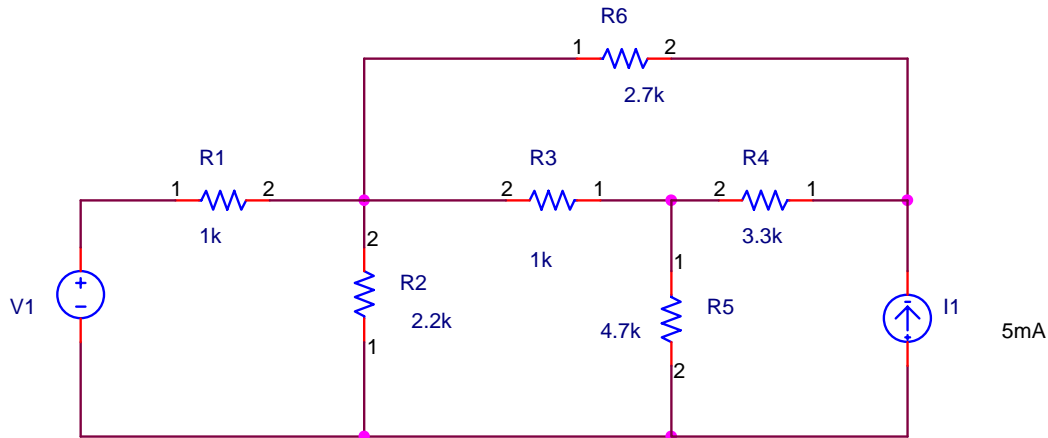 R6
1 2
2.7k
R1 R3 R4
1 2 2 1 2 1
1k 1k 3.3k
2 1
V1 + − R2 R5 - I1
2.2k 4.7k + 5mA
1 2